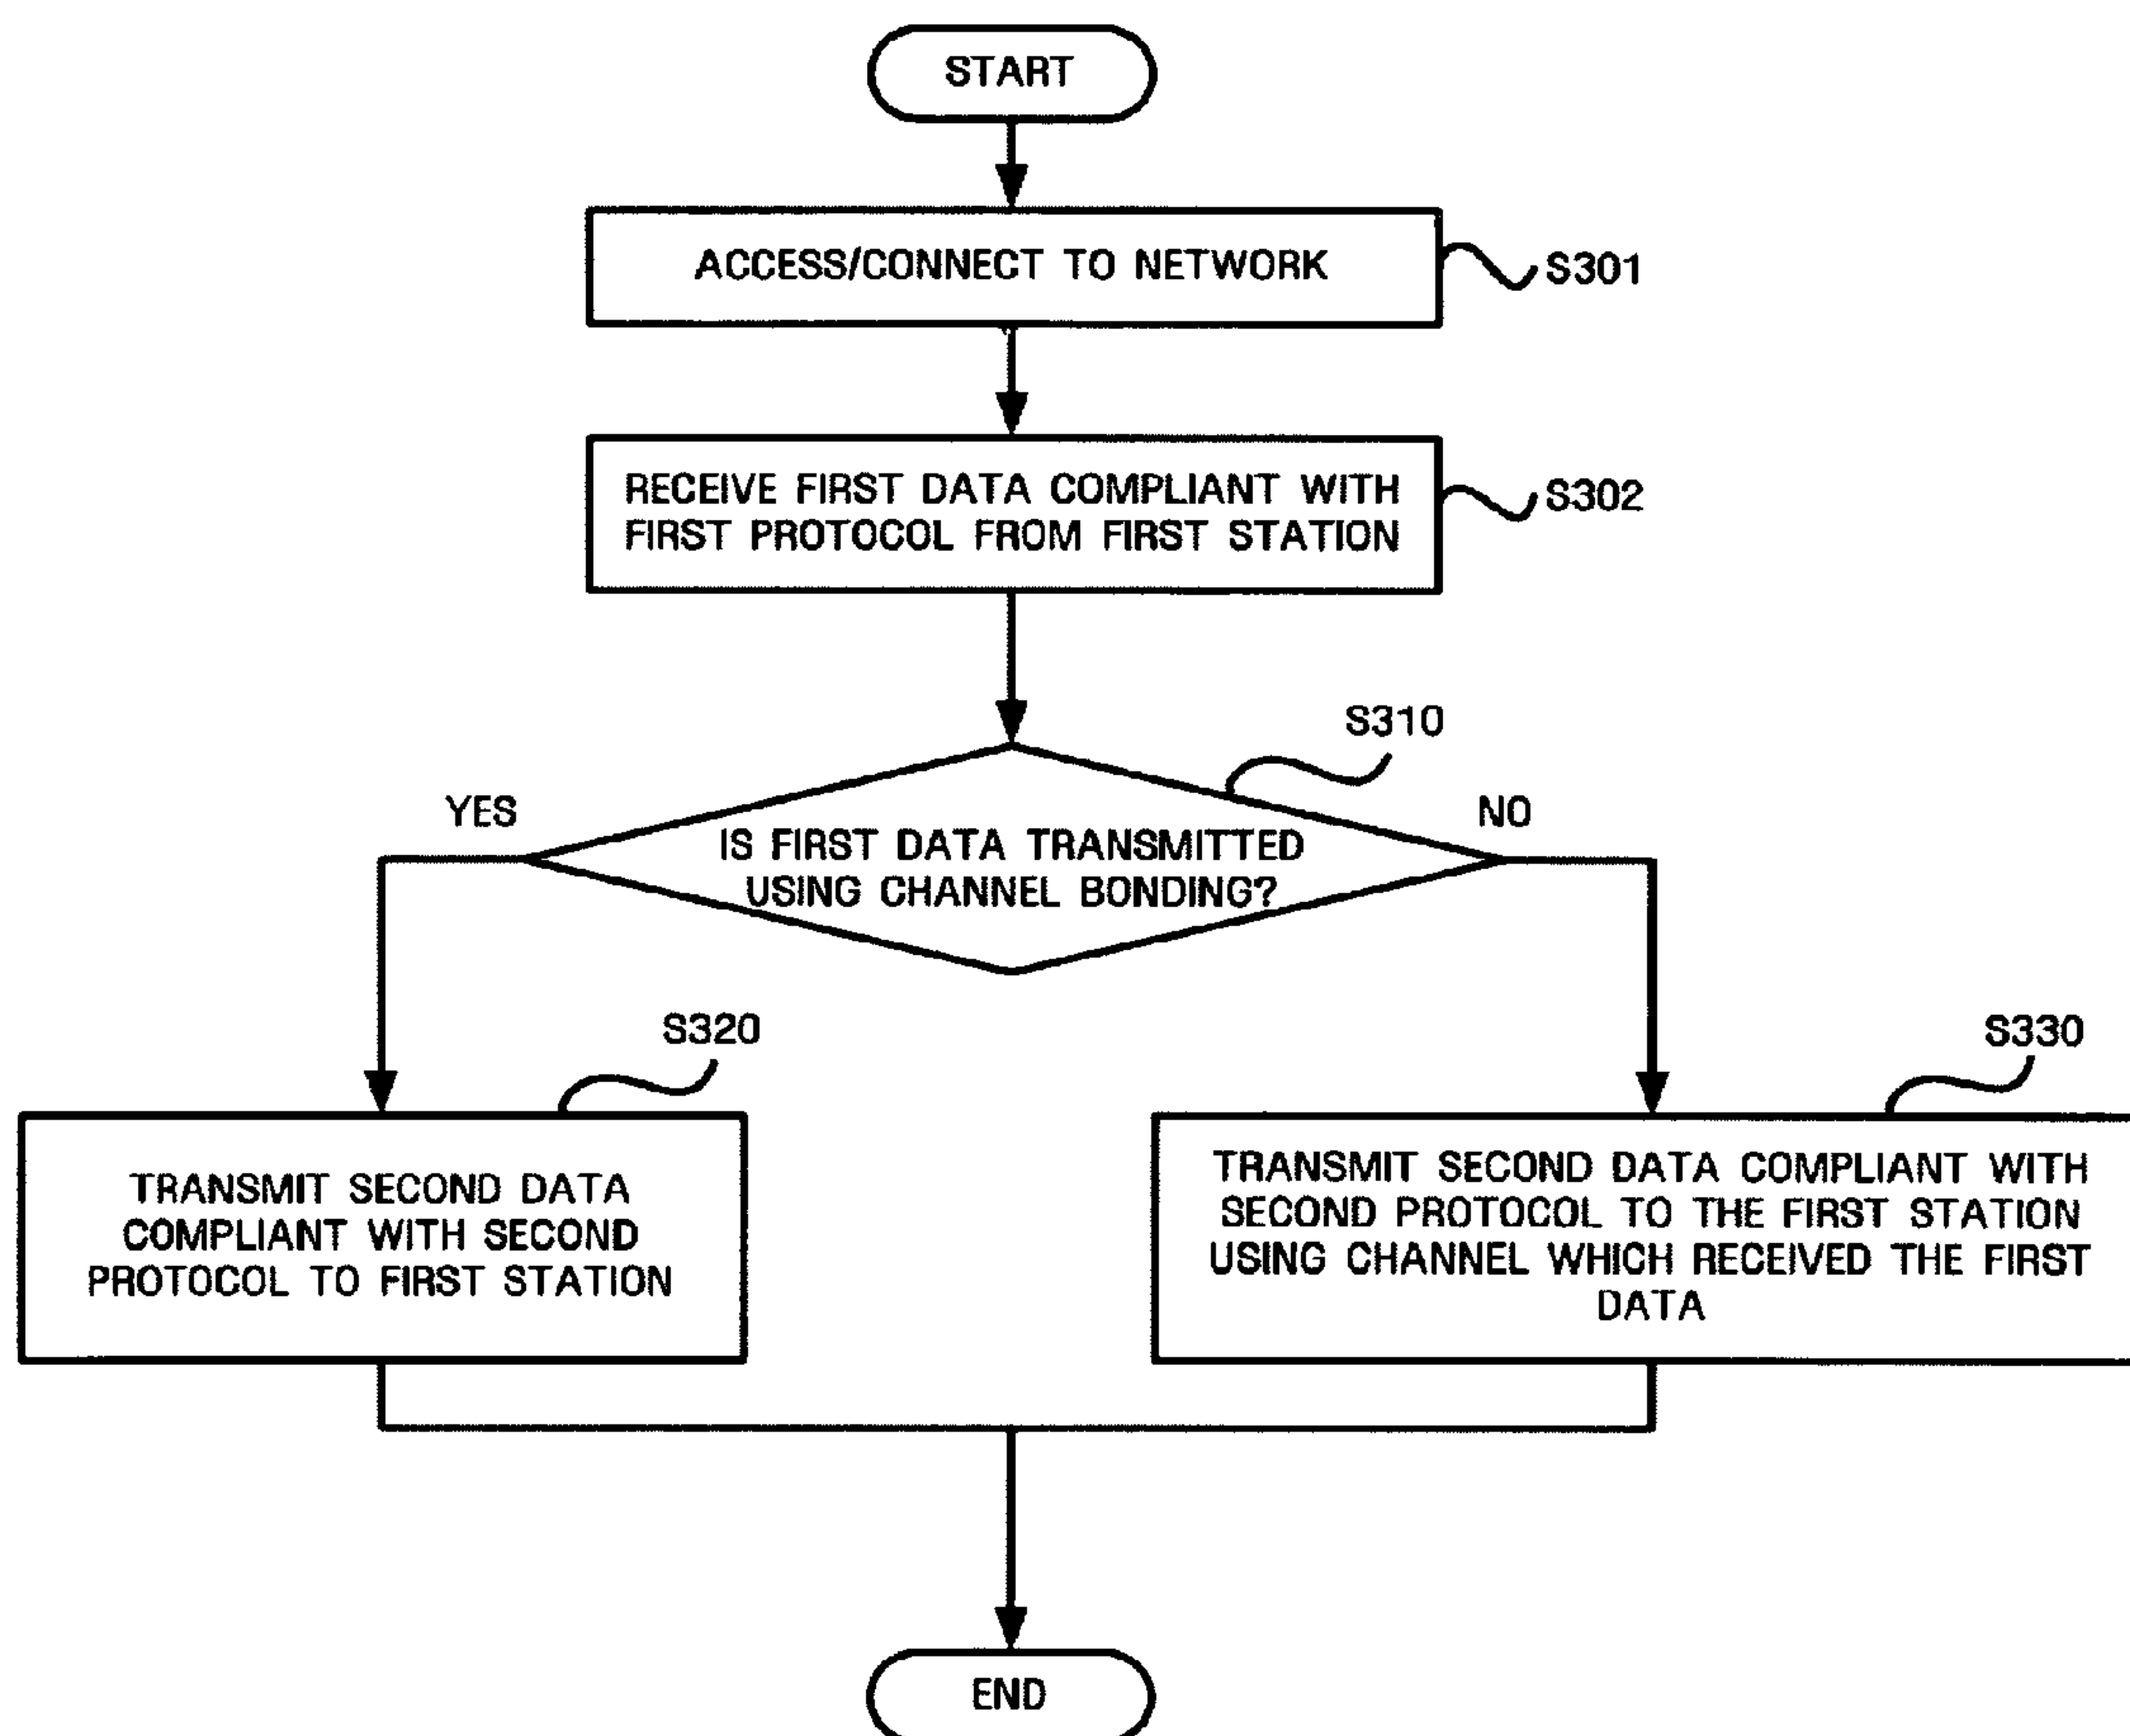 START
ACCESS/CONNECT TO NETWORK
S301
RECEIVE FIRST DATA COMPLIANT WITH
FIRST PROTOCOL FROM FIRST STATION
S302
S310
YES
NO
IS FIRST DATA TRANSMITTED
USING CHANNEL BONDING?
S320
S330
TRANSMIT SECOND DATA
COMPLIANT WITH SECOND
PROTOCOL TO FIRST STATION
TRANSMIT SECOND DATA COMPLIANT WITH
SECOND PROTOCOL TO THE FIRST STATION
USING CHANNEL WHICH RECEIVED THE FIRST
DATA
END